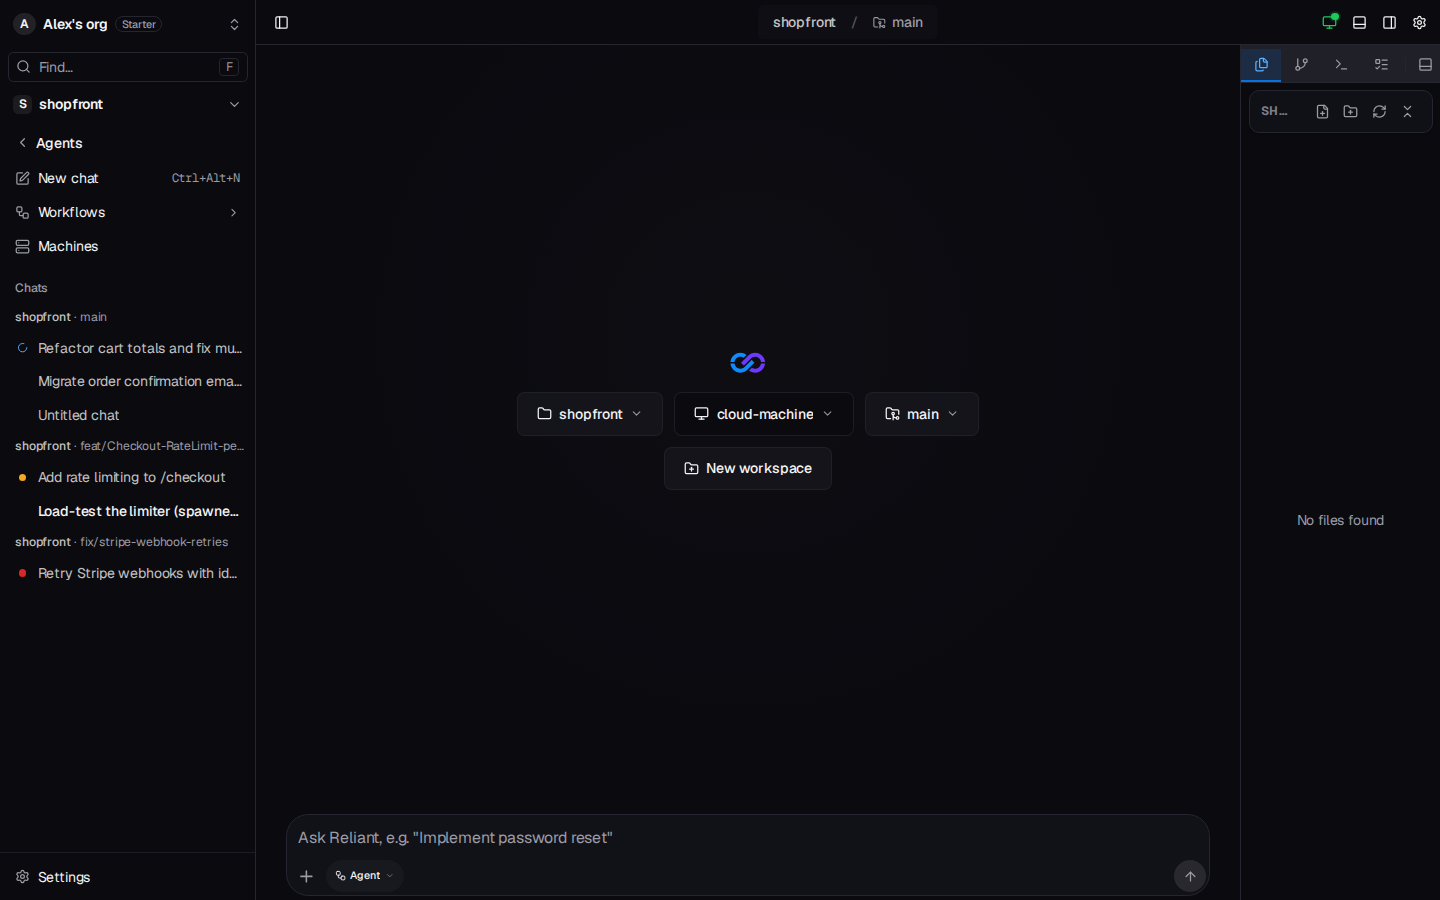 A Alex's org Starter
Find... F
S shopfront
Agents
New chat Ctrl+Alt+N
Workflows
Machines
Chats
shopfront · main
Refactor cart totals and fix mu...
Migrate order confirmation ema...
Untitled chat
shopfront · feat/Checkout-RateLimit-pe...
Add rate limiting to /checkout
Load-test the limiter (spawne...
shopfront · fix/stripe-webhook-retries
Retry Stripe webhooks with id...
Settings
shopfront / main
shopfront cloud-machine main
New workspace
Ask Reliant, e.g. "Implement password reset"
Agent
SH...
No files found